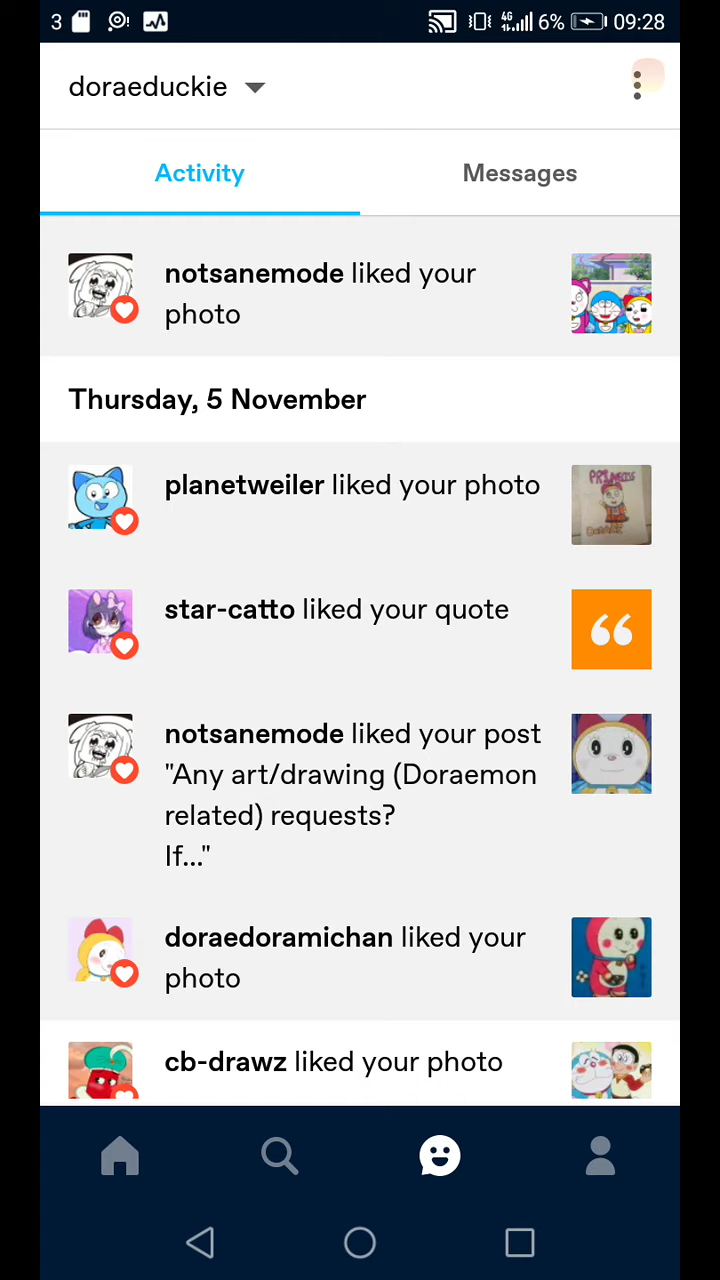 3 4G 6% 09:28
doraeduckie
Activity Messages
notsanemode liked your
photo
Thursday, 5 November
planetweiler liked your photo
PRINCESS
star-catto liked your quote
notsanemode liked your post
"Any art/drawing (Doraemon
related) requests?
If..."
doraedoramichan liked your
photo
cb-drawz liked your photo